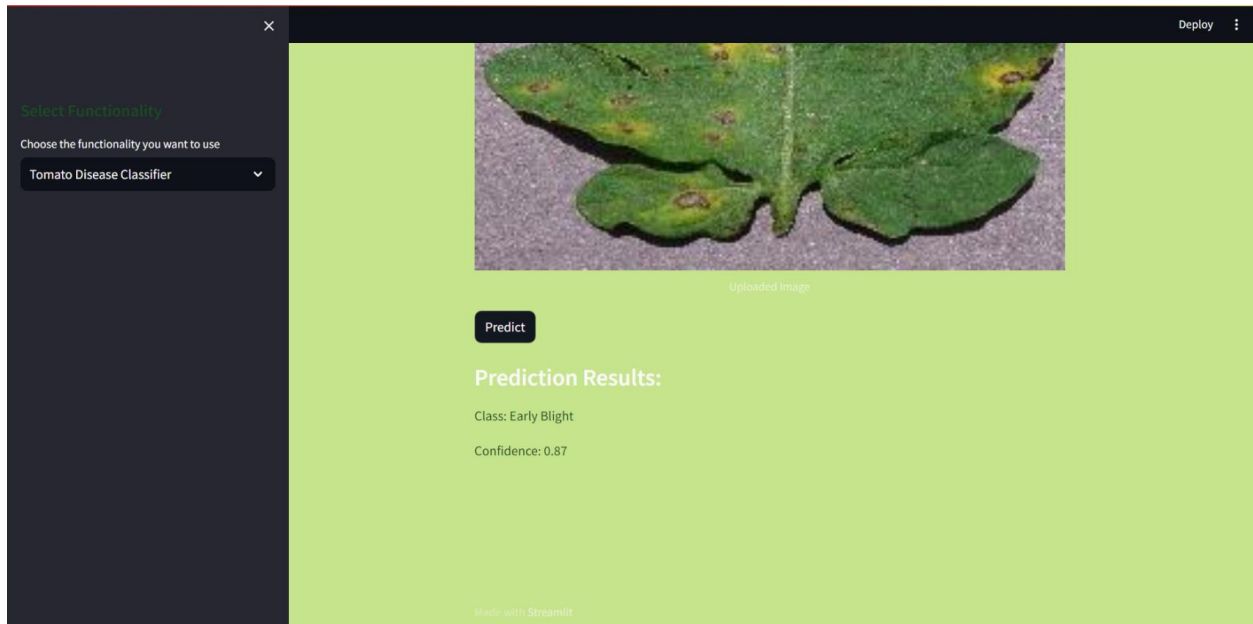 Deploy
Select Functionality
Choose the functionality you want to use
Tomato Disease Classifier
Uploaded Image
Predict
Prediction Results:
Class: Early Blight
Confidence: 0.87
Made with Streamlit